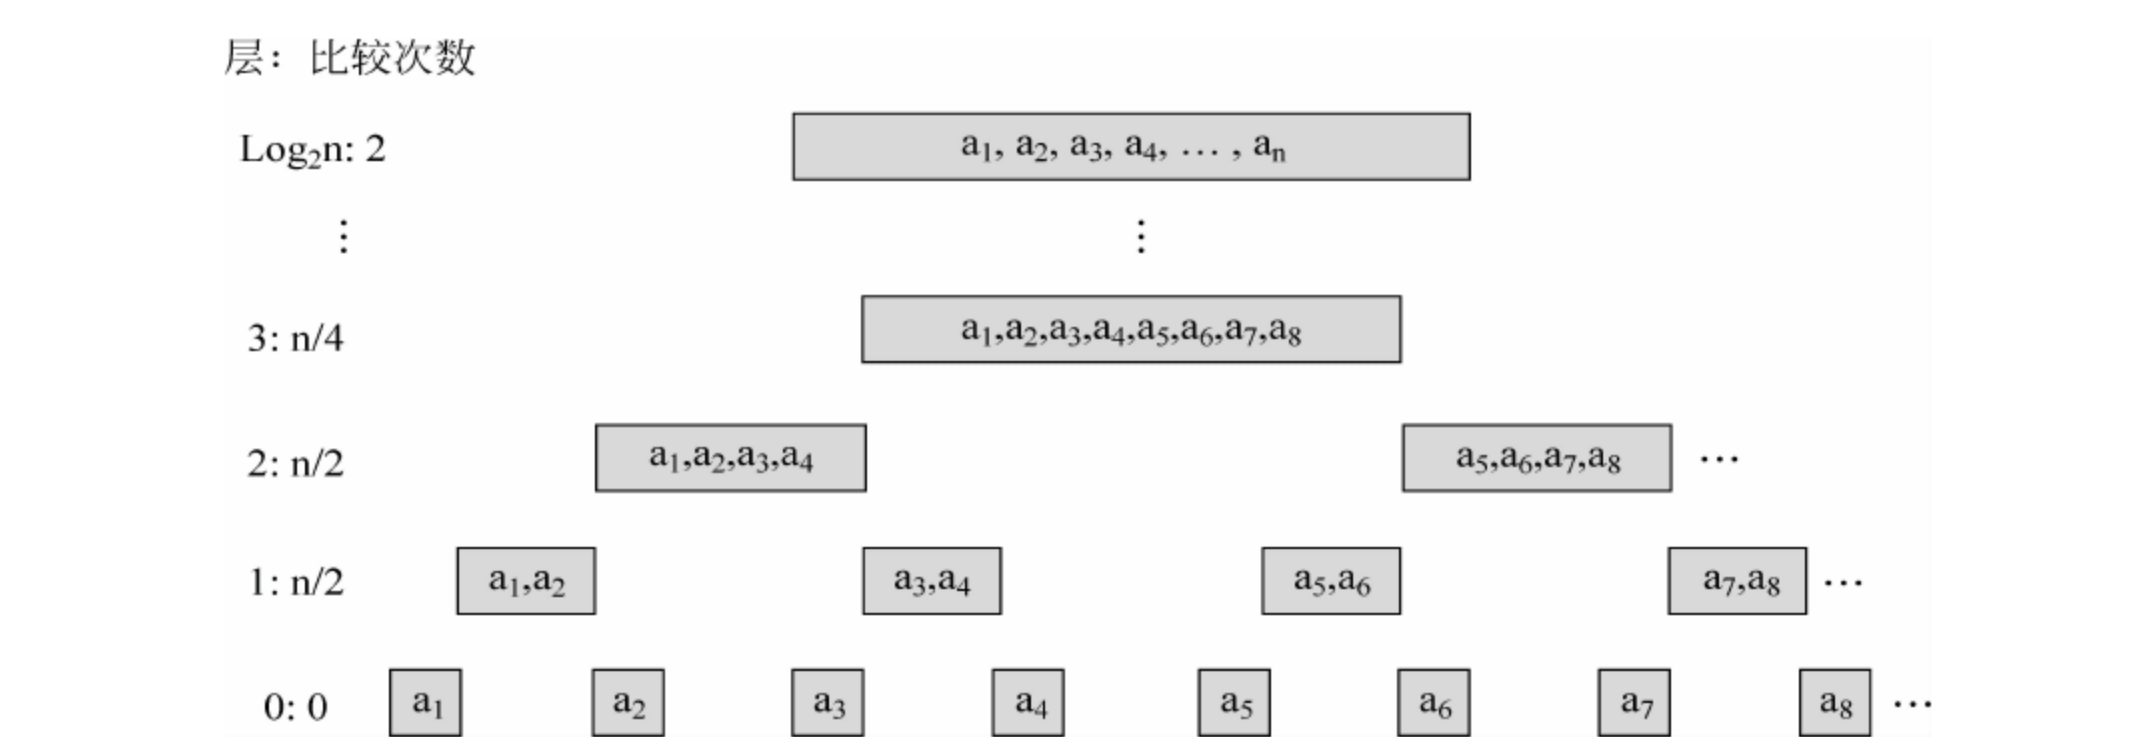 层：比较次数
Log₂n: 2 a₁, a₂, a₃, a₄, … , aₙ
⋮ ⋮
3: n/4 a₁,a₂,a₃,a₄,a₅,a₆,a₇,a₈
2: n/2 a₁,a₂,a₃,a₄ a₅,a₆,a₇,a₈ …
1: n/2 a₁,a₂ a₃,a₄ a₅,a₆ a₇,a₈ …
0: 0 a₁ a₂ a₃ a₄ a₅ a₆ a₇ a₈ …